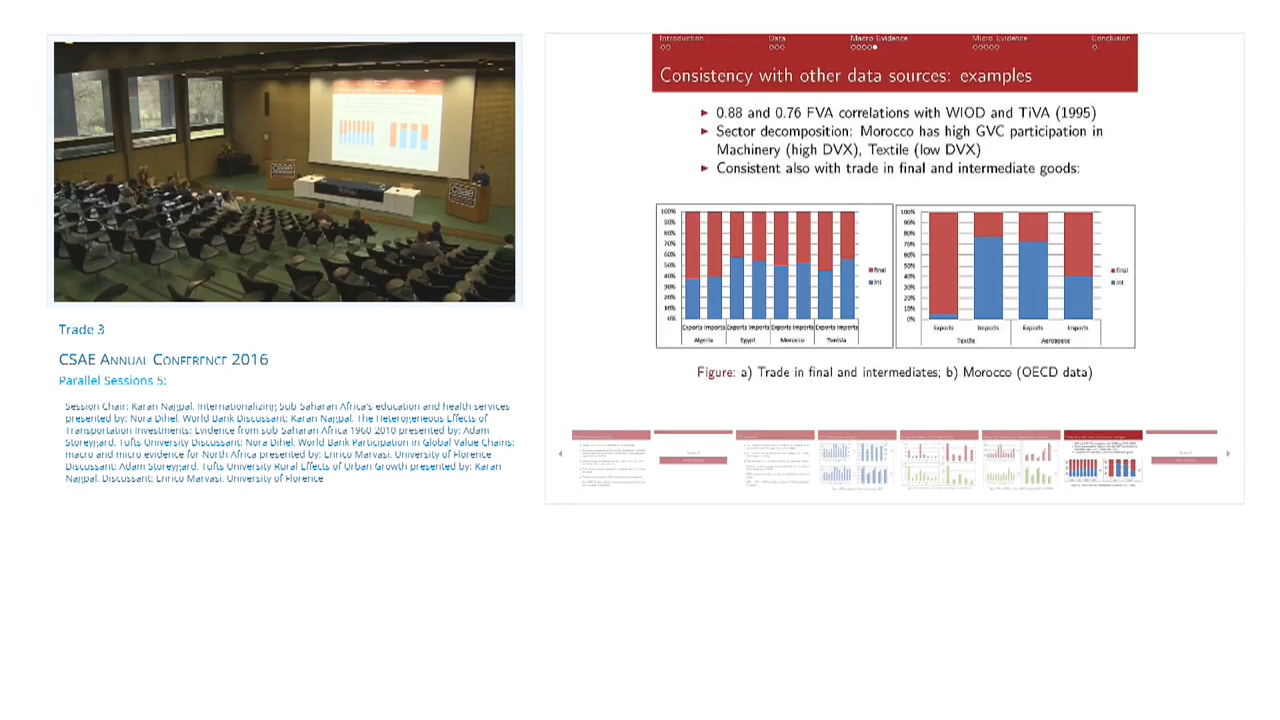 csae
csae
Trade 3
CSAE Annual Conference 2016
Parallel Sessions 5:
Session Chair: Karan Nagpal. Internationalizing Sub Saharan Africa's education and health services
presented by: Nora Dihel. World Bank Discussant: Karan Nagpal. The Heterogeneous Effects of
Transportation Investments: Evidence from sub Saharan Africa 1960 2010 presented by: Adam
Storeygard. Tufts University Discussant: Nora Dihel. World Bank Participation in Global Value Chains:
macro and micro evidence for North Africa presented by: Enrico Marvasi. University of Florence
Discussant: Adam Storeygard. Tufts University Rural Effects of Urban Growth presented by: Karan
Nagpal. Discussant: Enrico Marvasi. University of Florence
Introduction Data Macro Evidence Micro Evidence Conclusion
Consistency with other data sources: examples
► 0.88 and 0.76 FVA correlations with WIOD and TiVA (1995)
► Sector decomposition: Morocco has high GVC participation in
Machinery (high DVX), Textile (low DVX)
► Consistent also with trade in final and intermediate goods:
100%
90%
80%
70%
60%
50%
40%
30%
20%
10%
0%
Exports Imports Exports Imports Exports Imports Exports Imports
Algeria Egypt Morocco Tunisia
final
int
100%
90%
80%
70%
60%
50%
40%
30%
20%
10%
0%
Exports Imports Exports Imports
Textile Aerospace
final
int
Figure: a) Trade in final and intermediates; b) Morocco (OECD data)